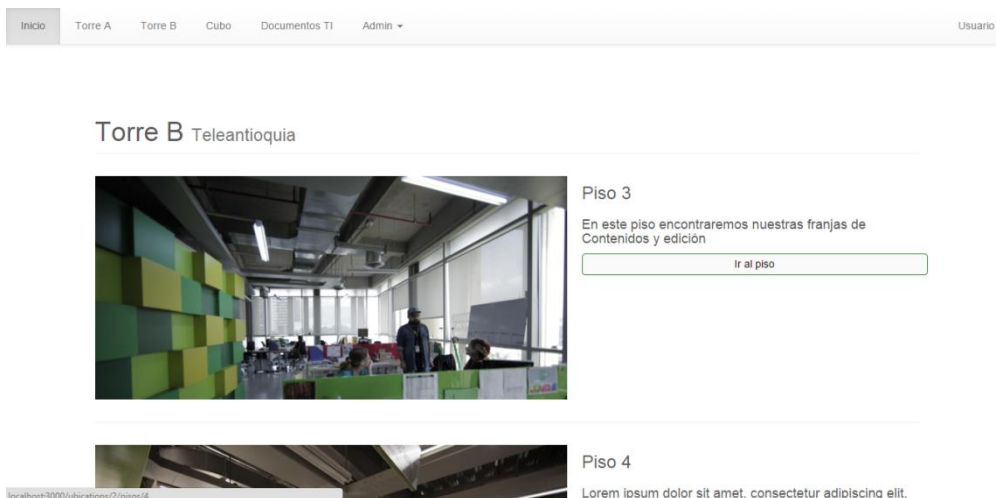 Inicio Torre A Torre B Cubo Documentos TI Admin Usuario
Torre B Teleantioquia
Piso 3
En este piso encontraremos nuestras franjas de
Contenidos y edición
Ir al piso
Piso 4
Lorem ipsum dolor sit amet, consectetur adipiscing elit.
localhost:3000/ubications/2/pisos/4